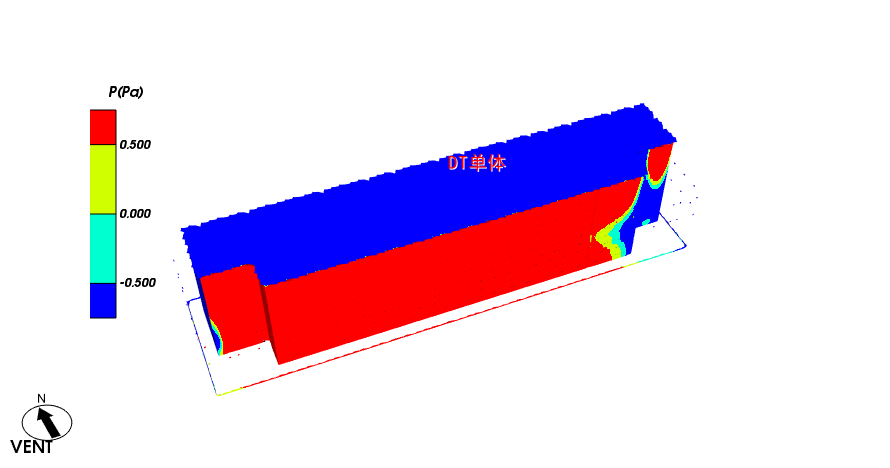 P(Pa)
0.500
DT单体
0.000
-0.500
N
VENT